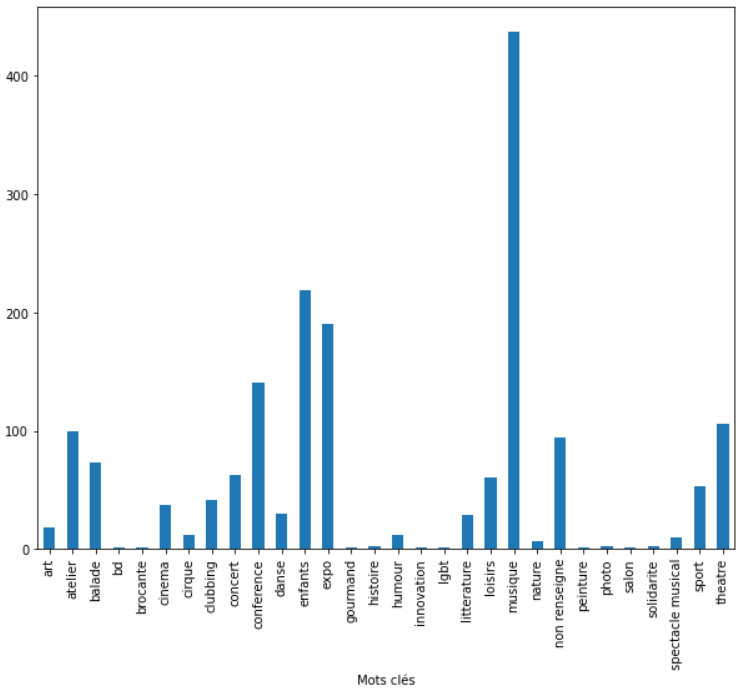 400
300
200
100
0
art
atelier
balade
bd
brocante
cinema
cirque
clubbing
concert
conference
danse
enfants
expo
gourmand
histoire
humour
innovation
lgbt
litterature
loisirs
musique
nature
non renseigne
peinture
photo
salon
solidarite
spectacle musical
sport
theatre
Mots clés